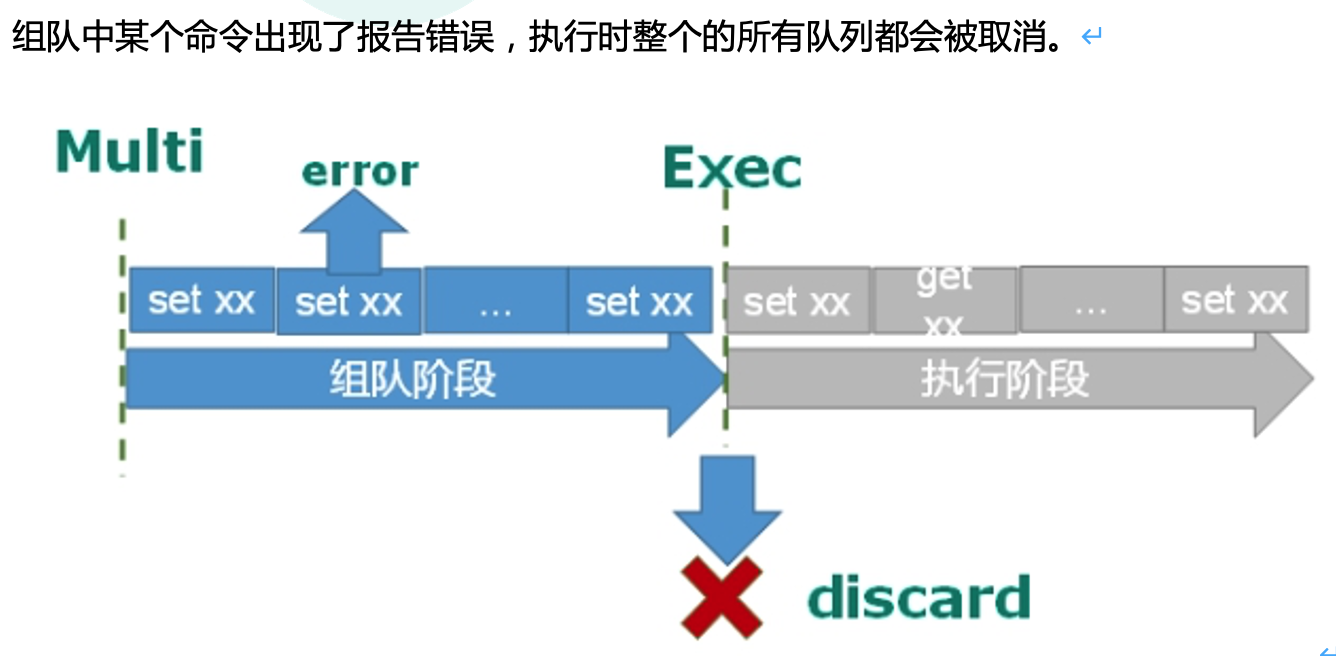 组队中某个命令出现了报告错误，执行时整个的所有队列都会被取消。
Multi
error
Exec
set xx
set xx
...
set xx
set xx
get
xx
...
set xx
组队阶段
执行阶段
discard